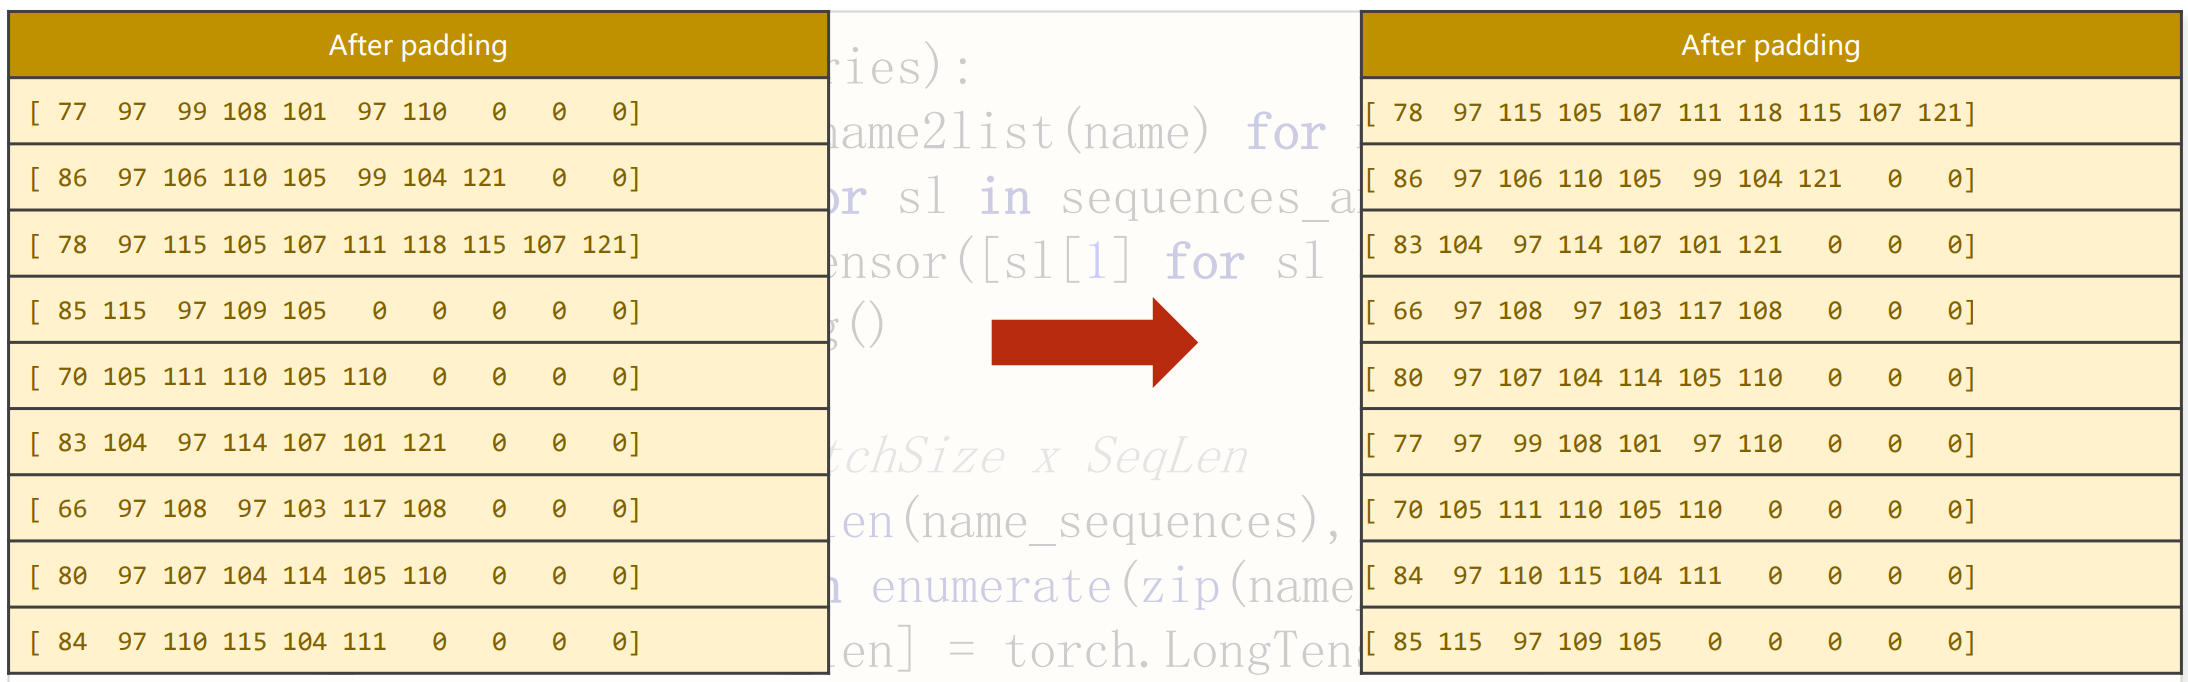 After padding
[ 77 97 99 108 101 97 110 0 0 0]
[ 86 97 106 110 105 99 104 121 0 0]
[ 78 97 115 105 107 111 118 115 107 121]
[ 85 115 97 109 105 0 0 0 0 0]
[ 70 105 111 110 105 110 0 0 0 0]
[ 83 104 97 114 107 101 121 0 0 0]
[ 66 97 108 97 103 117 108 0 0 0]
[ 80 97 107 104 114 105 110 0 0 0]
[ 84 97 110 115 104 111 0 0 0 0]
ries):
name2list(name) for
or sl in sequences_a
ensor([sl[1] for sl
g()
tchSize x SeqLen
len(name_sequences),
n enumerate(zip(name_
len] = torch.LongTens
After padding
[ 78 97 115 105 107 111 118 115 107 121]
[ 86 97 106 110 105 99 104 121 0 0]
[ 83 104 97 114 107 101 121 0 0 0]
[ 66 97 108 97 103 117 108 0 0 0]
[ 80 97 107 104 114 105 110 0 0 0]
[ 77 97 99 108 101 97 110 0 0 0]
[ 70 105 111 110 105 110 0 0 0 0]
[ 84 97 110 115 104 111 0 0 0 0]
[ 85 115 97 109 105 0 0 0 0 0]